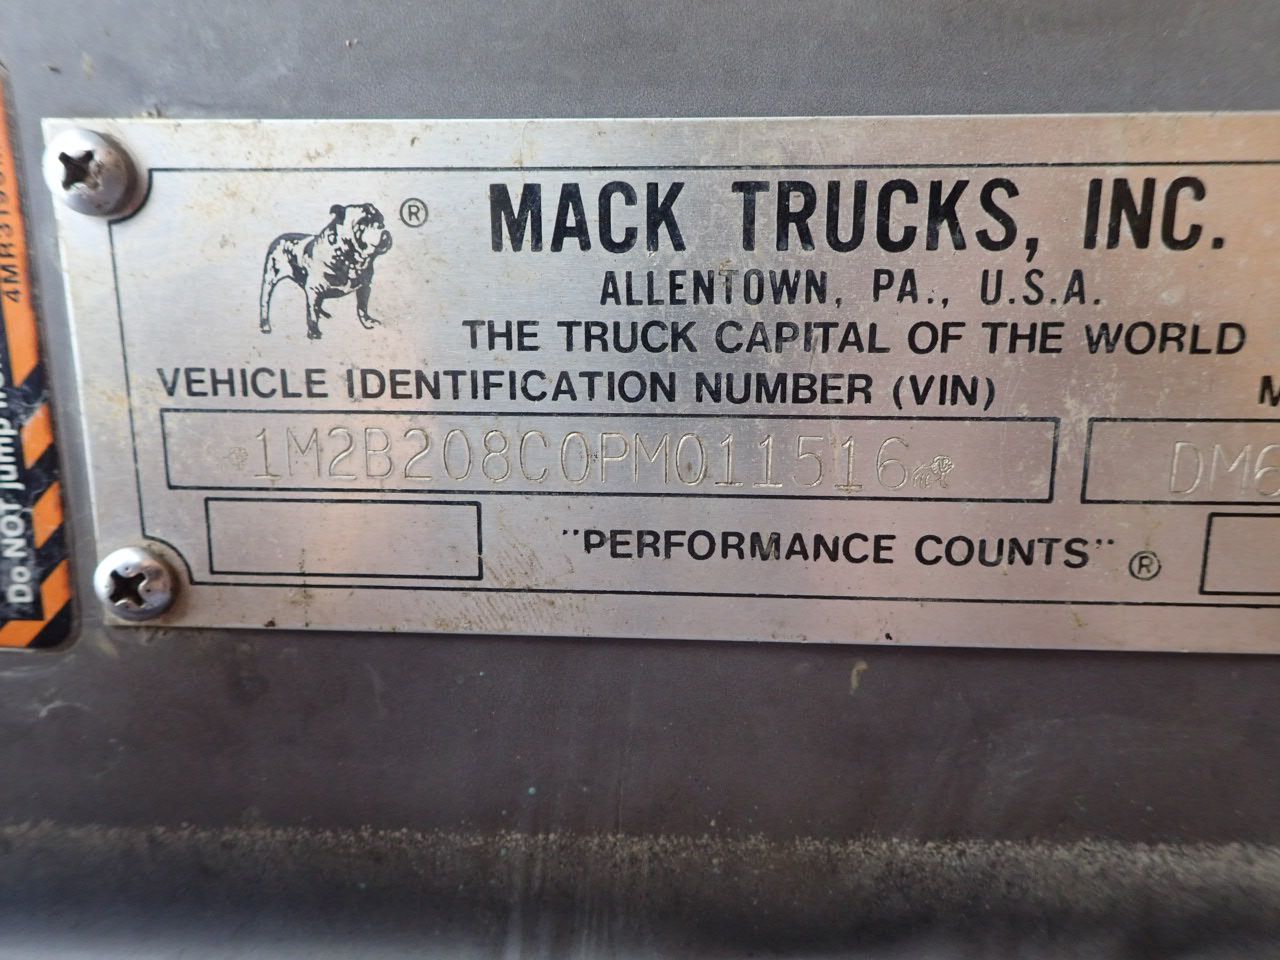 MACK TRUCKS, INC.
®
ALLENTOWN, PA., U.S.A.
THE TRUCK CAPITAL OF THE WORLD
VEHICLE IDENTIFICATION NUMBER (VIN)
M
1M2B208C0PM011516
DM6
"PERFORMANCE COUNTS" ®
Do NOT jump